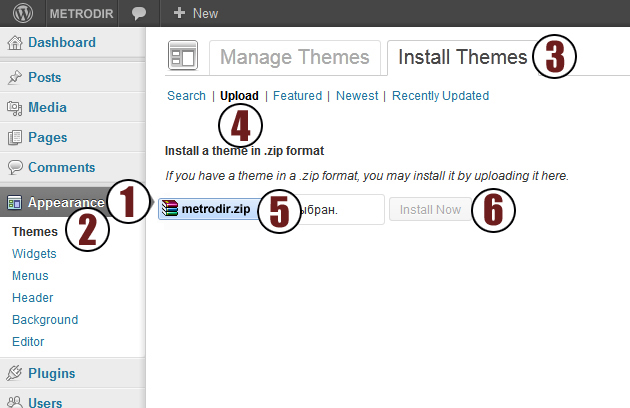 METRODIR + New
Dashboard
Posts
Media
Pages
Comments
Appearance 1
Themes 2
Widgets
Menus
Header
Background
Editor
Plugins
Users
Manage Themes Install Themes 3
Search | Upload | Featured | Newest | Recently Updated
4
Install a theme in .zip format
If you have a theme in a .zip format, you may install it by uploading it here.
metrodir.zip 5 ыбран. Install Now 6